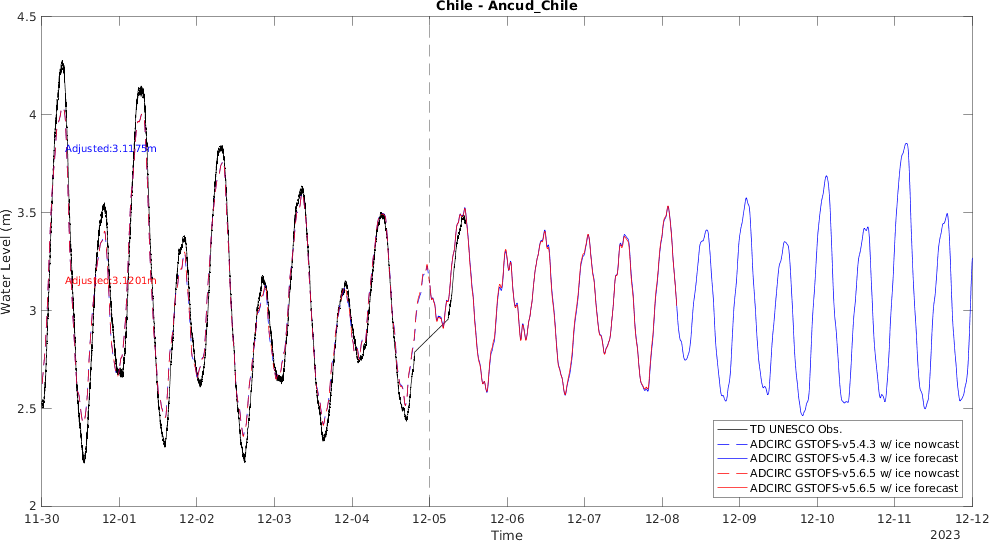 Chile - Ancud_Chile
4.5
4
3.5
3
2.5
2
Water Level (m)
Adjusted:3.1175m
Adjusted:3.1201m
TD UNESCO Obs.
ADCIRC GSTOFS-v5.4.3 w/ ice nowcast
ADCIRC GSTOFS-v5.4.3 w/ ice forecast
ADCIRC GSTOFS-v5.6.5 w/ ice nowcast
ADCIRC GSTOFS-v5.6.5 w/ ice forecast
11-30 12-01 12-02 12-03 12-04 12-05 12-06 12-07 12-08 12-09 12-10 12-11 12-12
Time
2023